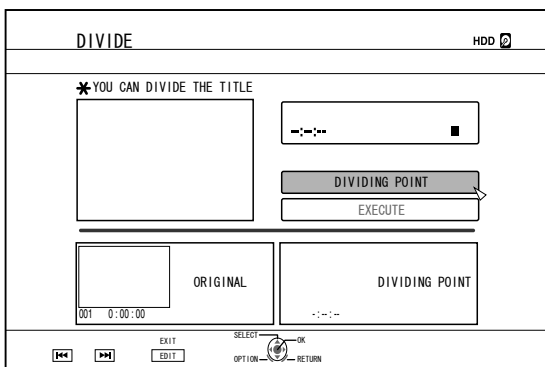 DIVIDE
HDD
*YOU CAN DIVIDE THE TITLE
-:-:--
DIVIDING POINT
EXECUTE
ORIGINAL
001 0:00:00
DIVIDING POINT
-:--:--
EXIT
EDIT
SELECT
OK
OPTION
RETURN